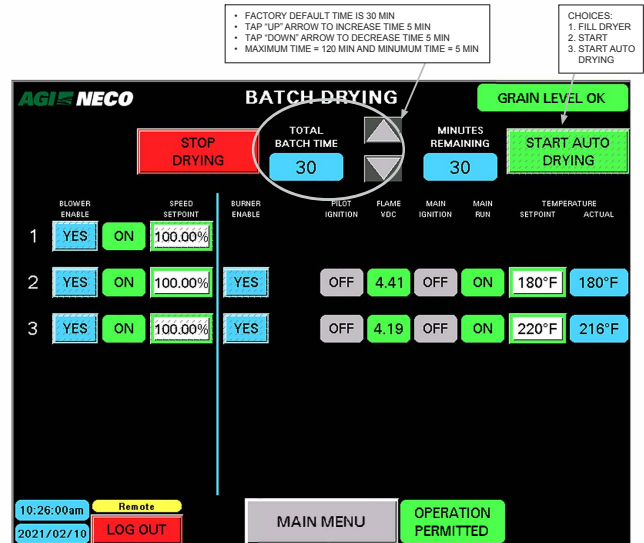 • FACTORY DEFAULT TIME IS 30 MIN
• TAP "UP" ARROW TO INCREASE TIME 5 MIN
• TAP "DOWN" ARROW TO DECREASE TIME 5 MIN
• MAXIMUM TIME = 120 MIN AND MINUMUM TIME = 5 MIN
CHOICES:
1. FILL DRYER
2. START
3. START AUTO
DRYING
AGI NECO
BATCH DRYING
GRAIN LEVEL OK
STOP
DRYING
TOTAL
BATCH TIME
30
MINUTES
REMAINING
30
START AUTO
DRYING
BLOWER
ENABLE
SPEED
SETPOINT
BURNER
ENABLE
PILOT
IGNITION
FLAME
VDC
MAIN
IGNITION
MAIN
RUN
TEMPERATURE
SETPOINT ACTUAL
1 YES ON 100.00%
2 YES ON 100.00% YES OFF 4.41 OFF ON 180°F 180°F
3 YES ON 100.00% YES OFF 4.19 OFF ON 220°F 216°F
10:26:00am
2021/02/10
Remote
LOG OUT
MAIN MENU
OPERATION
PERMITTED